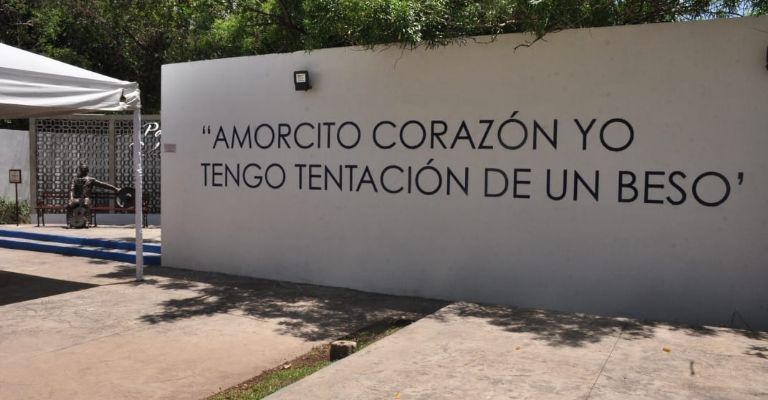 “AMORCITO CORAZÓN YO
TENGO TENTACIÓN DE UN BESO’